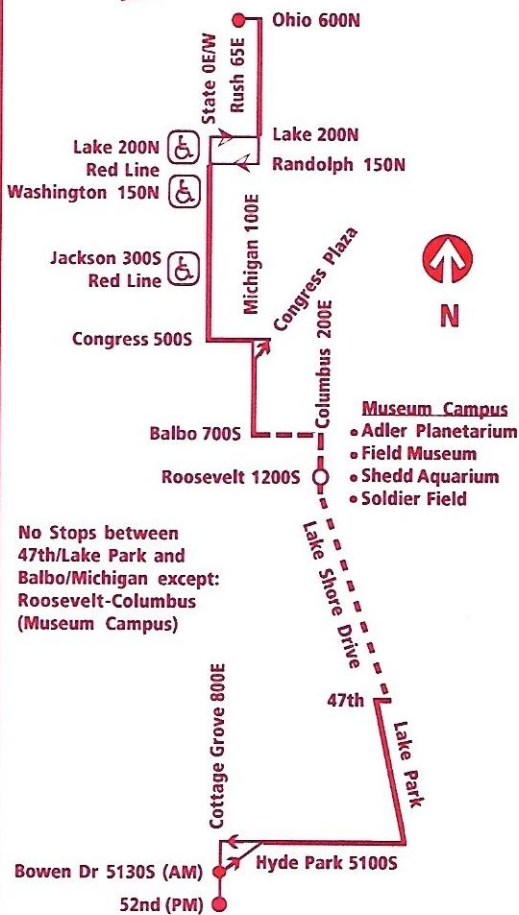 Ohio 600N
State 0E/W
Rush 65E
Lake 200N
Red Line
Lake 200N
Randolph 150N
Washington 150N
Michigan 100E
Jackson 300S
Red Line
Congress Plaza
N
Congress 500S
Columbus 200E
Balbo 700S
Museum Campus
• Adler Planetarium
• Field Museum
• Shedd Aquarium
• Soldier Field
Roosevelt 1200S
No Stops between
47th/Lake Park and
Balbo/Michigan except:
Roosevelt-Columbus
(Museum Campus)
Lake Shore Drive
47th
Lake Park
Cottage Grove 800E
Hyde Park 5100S
Bowen Dr 5130S (AM)
52nd (PM)